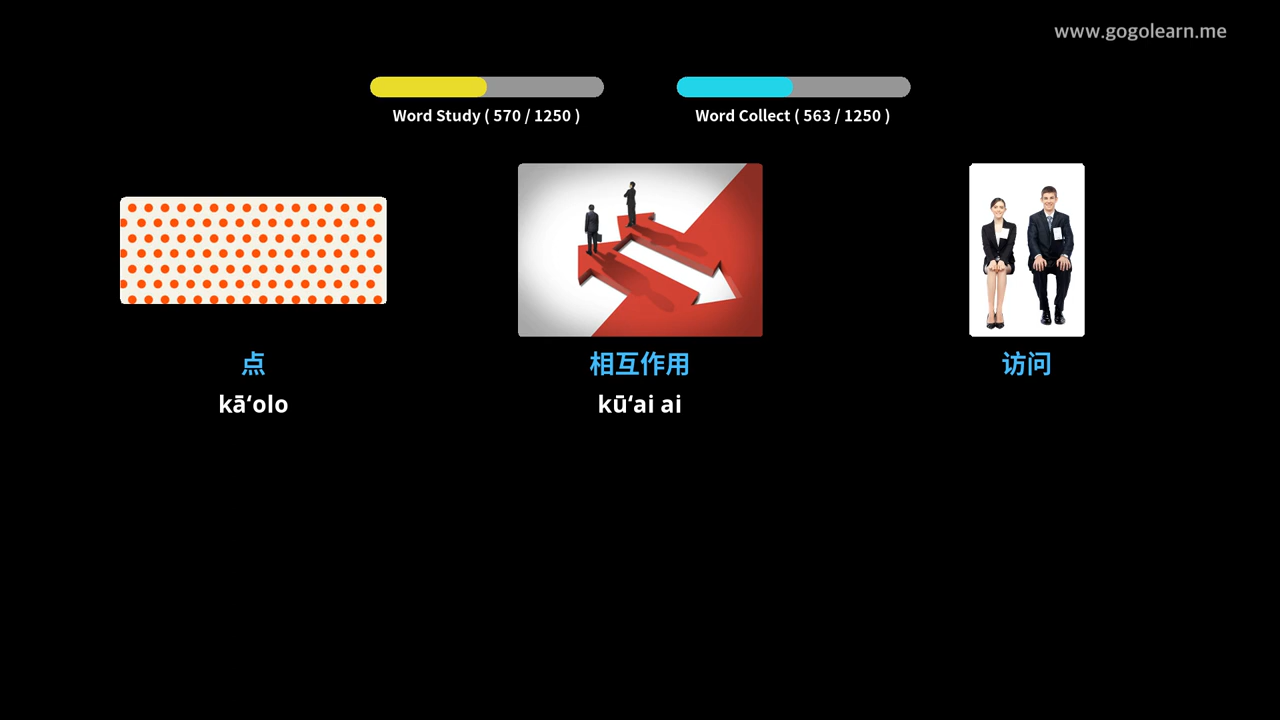 www.gogolearn.me
Word Study ( 570 / 1250 )
Word Collect ( 563 / 1250 )
点
相互作用
访问
kāʻolo
kūʻai ai